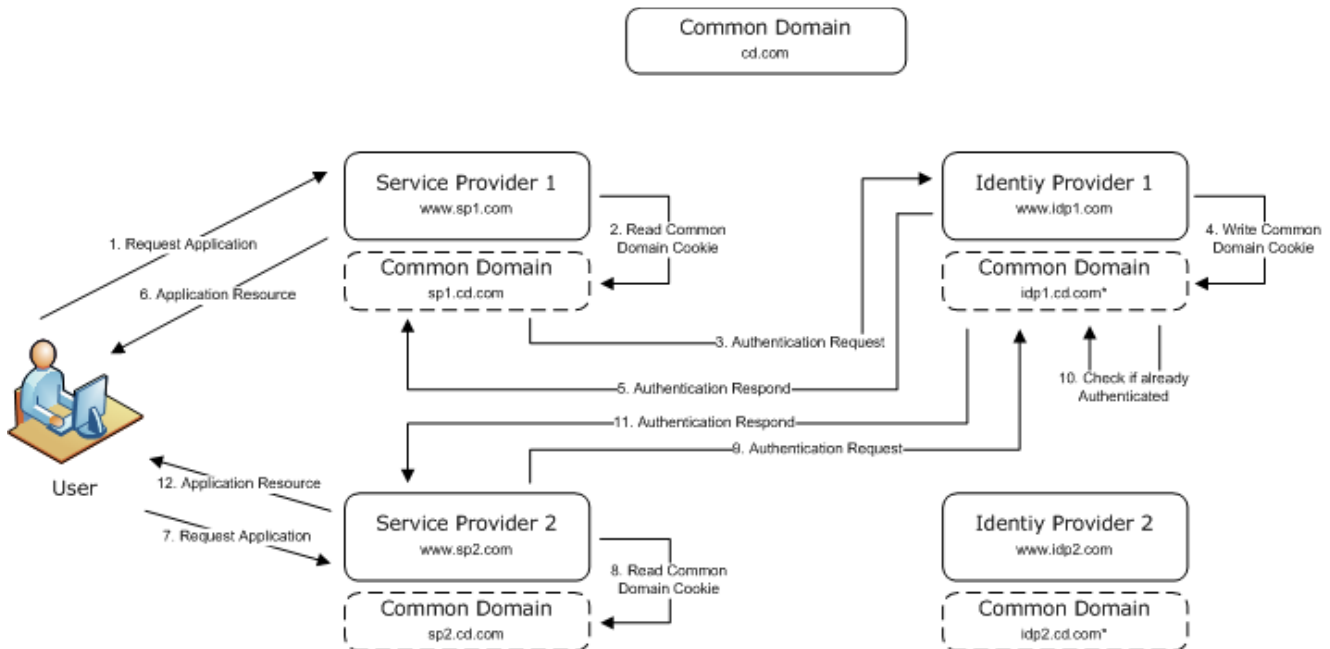 Common Domain
cd.com
Service Provider 1
www.sp1.com
Common Domain
sp1.cd.com
Identiy Provider 1
www.idp1.com
Common Domain
idp1.cd.com*
1. Request Application
2. Read Common
Domain Cookie
4. Write Common
Domain Cookie
6. Application Resource
3. Authentication Request
5. Authentication Respond
10. Check if already
Authenticated
11. Authentication Respond
9. Authentication Request
User
12. Application Resource
7. Request Application
Service Provider 2
www.sp2.com
Common Domain
sp2.cd.com
8. Read Common
Domain Cookie
Identiy Provider 2
www.idp2.com
Common Domain
idp2.cd.com*